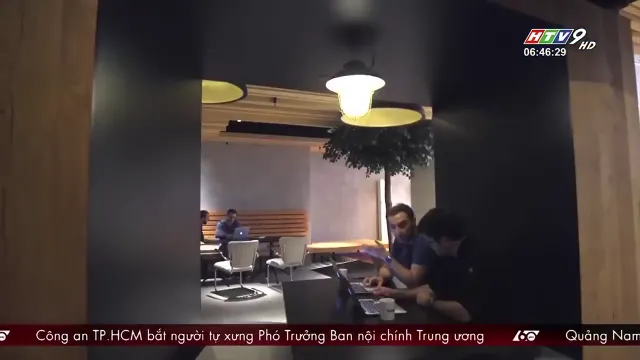 HTV9 HD
06:46:29
Công an TP.HCM bắt người tự xưng Phó Trưởng Ban nội chính Trung ương 60 Quảng Nam